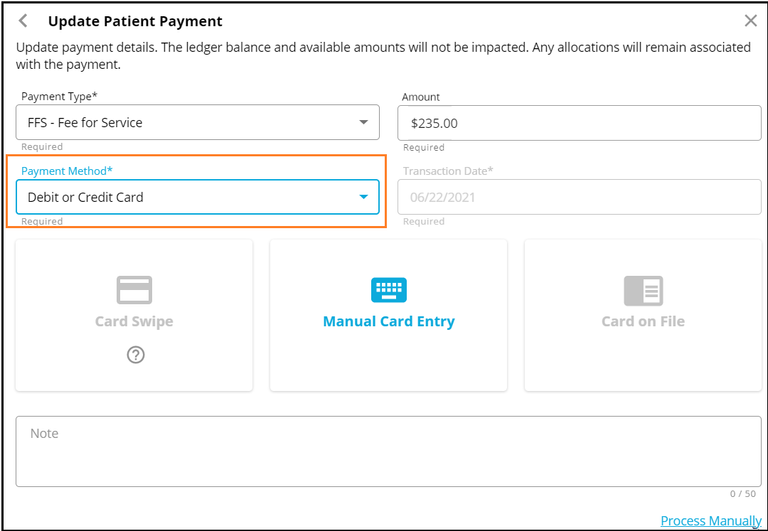 Update Patient Payment
Update payment details. The ledger balance and available amounts will not be impacted. Any allocations will remain associated
with the payment.
Payment Type*
Amount
FFS - Fee for Service
$235.00
Required
Required
Payment Method*
Transaction Date*
Debit or Credit Card
06/22/2021
Required
Required
Card Swipe
Manual Card Entry
Card on File
?
Note
0 / 50
Process Manually